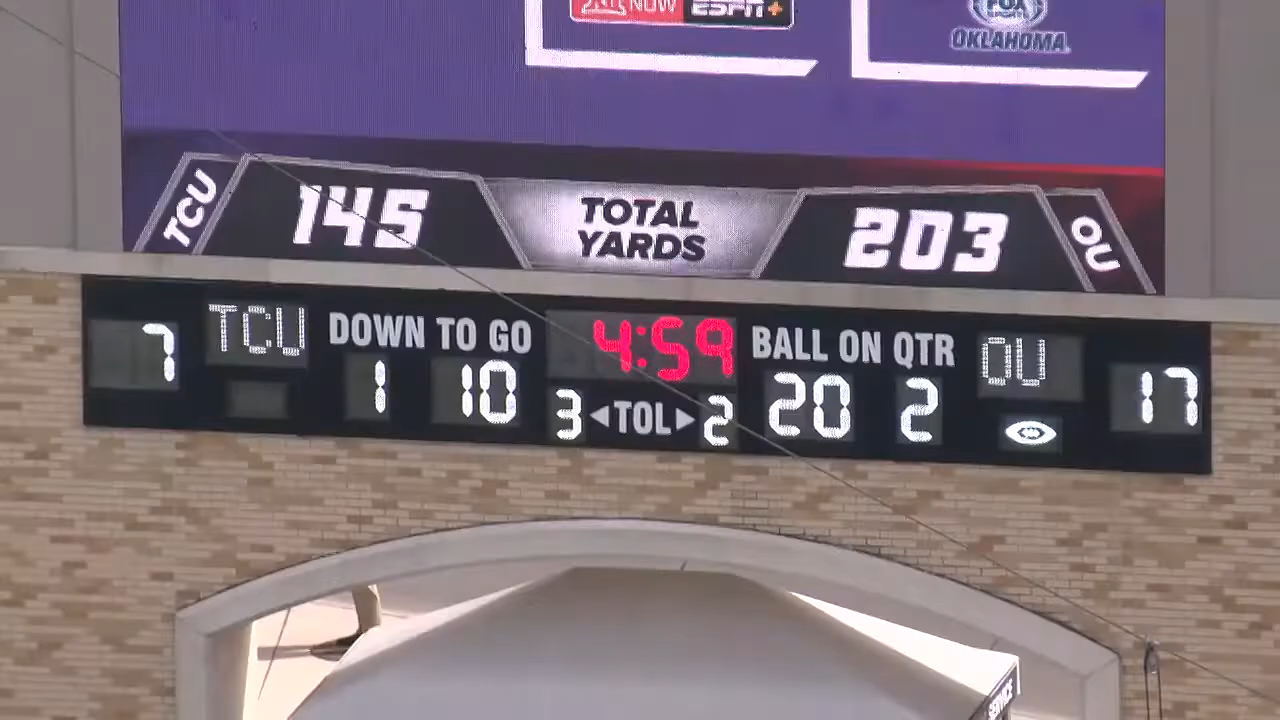 NOW ESPN+
FOX
OKLAHOMA
TCU 145 TOTAL YARDS 203 OU
7 TCU DOWN TO GO 4:59 BALL ON QTR OU 17
1 10 3 ◄TOL► 2 20 2
SERVICE